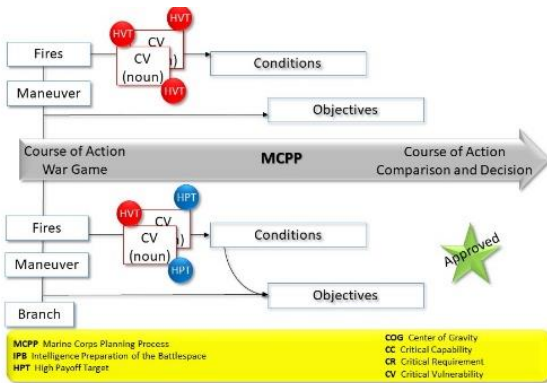 HVT
HVT
Fires
CV
CV
(noun)
HVT
Conditions
Maneuver
Objectives
Course of Action
War Game
MCPP
Course of Action
Comparison and Decision
HPT
HVT
Fires
CV
CV
(noun)
HPT
Conditions
Approved
Maneuver
Objectives
Branch
MCPP Marine Corps Planning Process
IPB Intelligence Preparation of the Battlespace
HPT High Payoff Target
COG Center of Gravity
CC Critical Capability
CR Critical Requirement
CV Critical Vulnerability